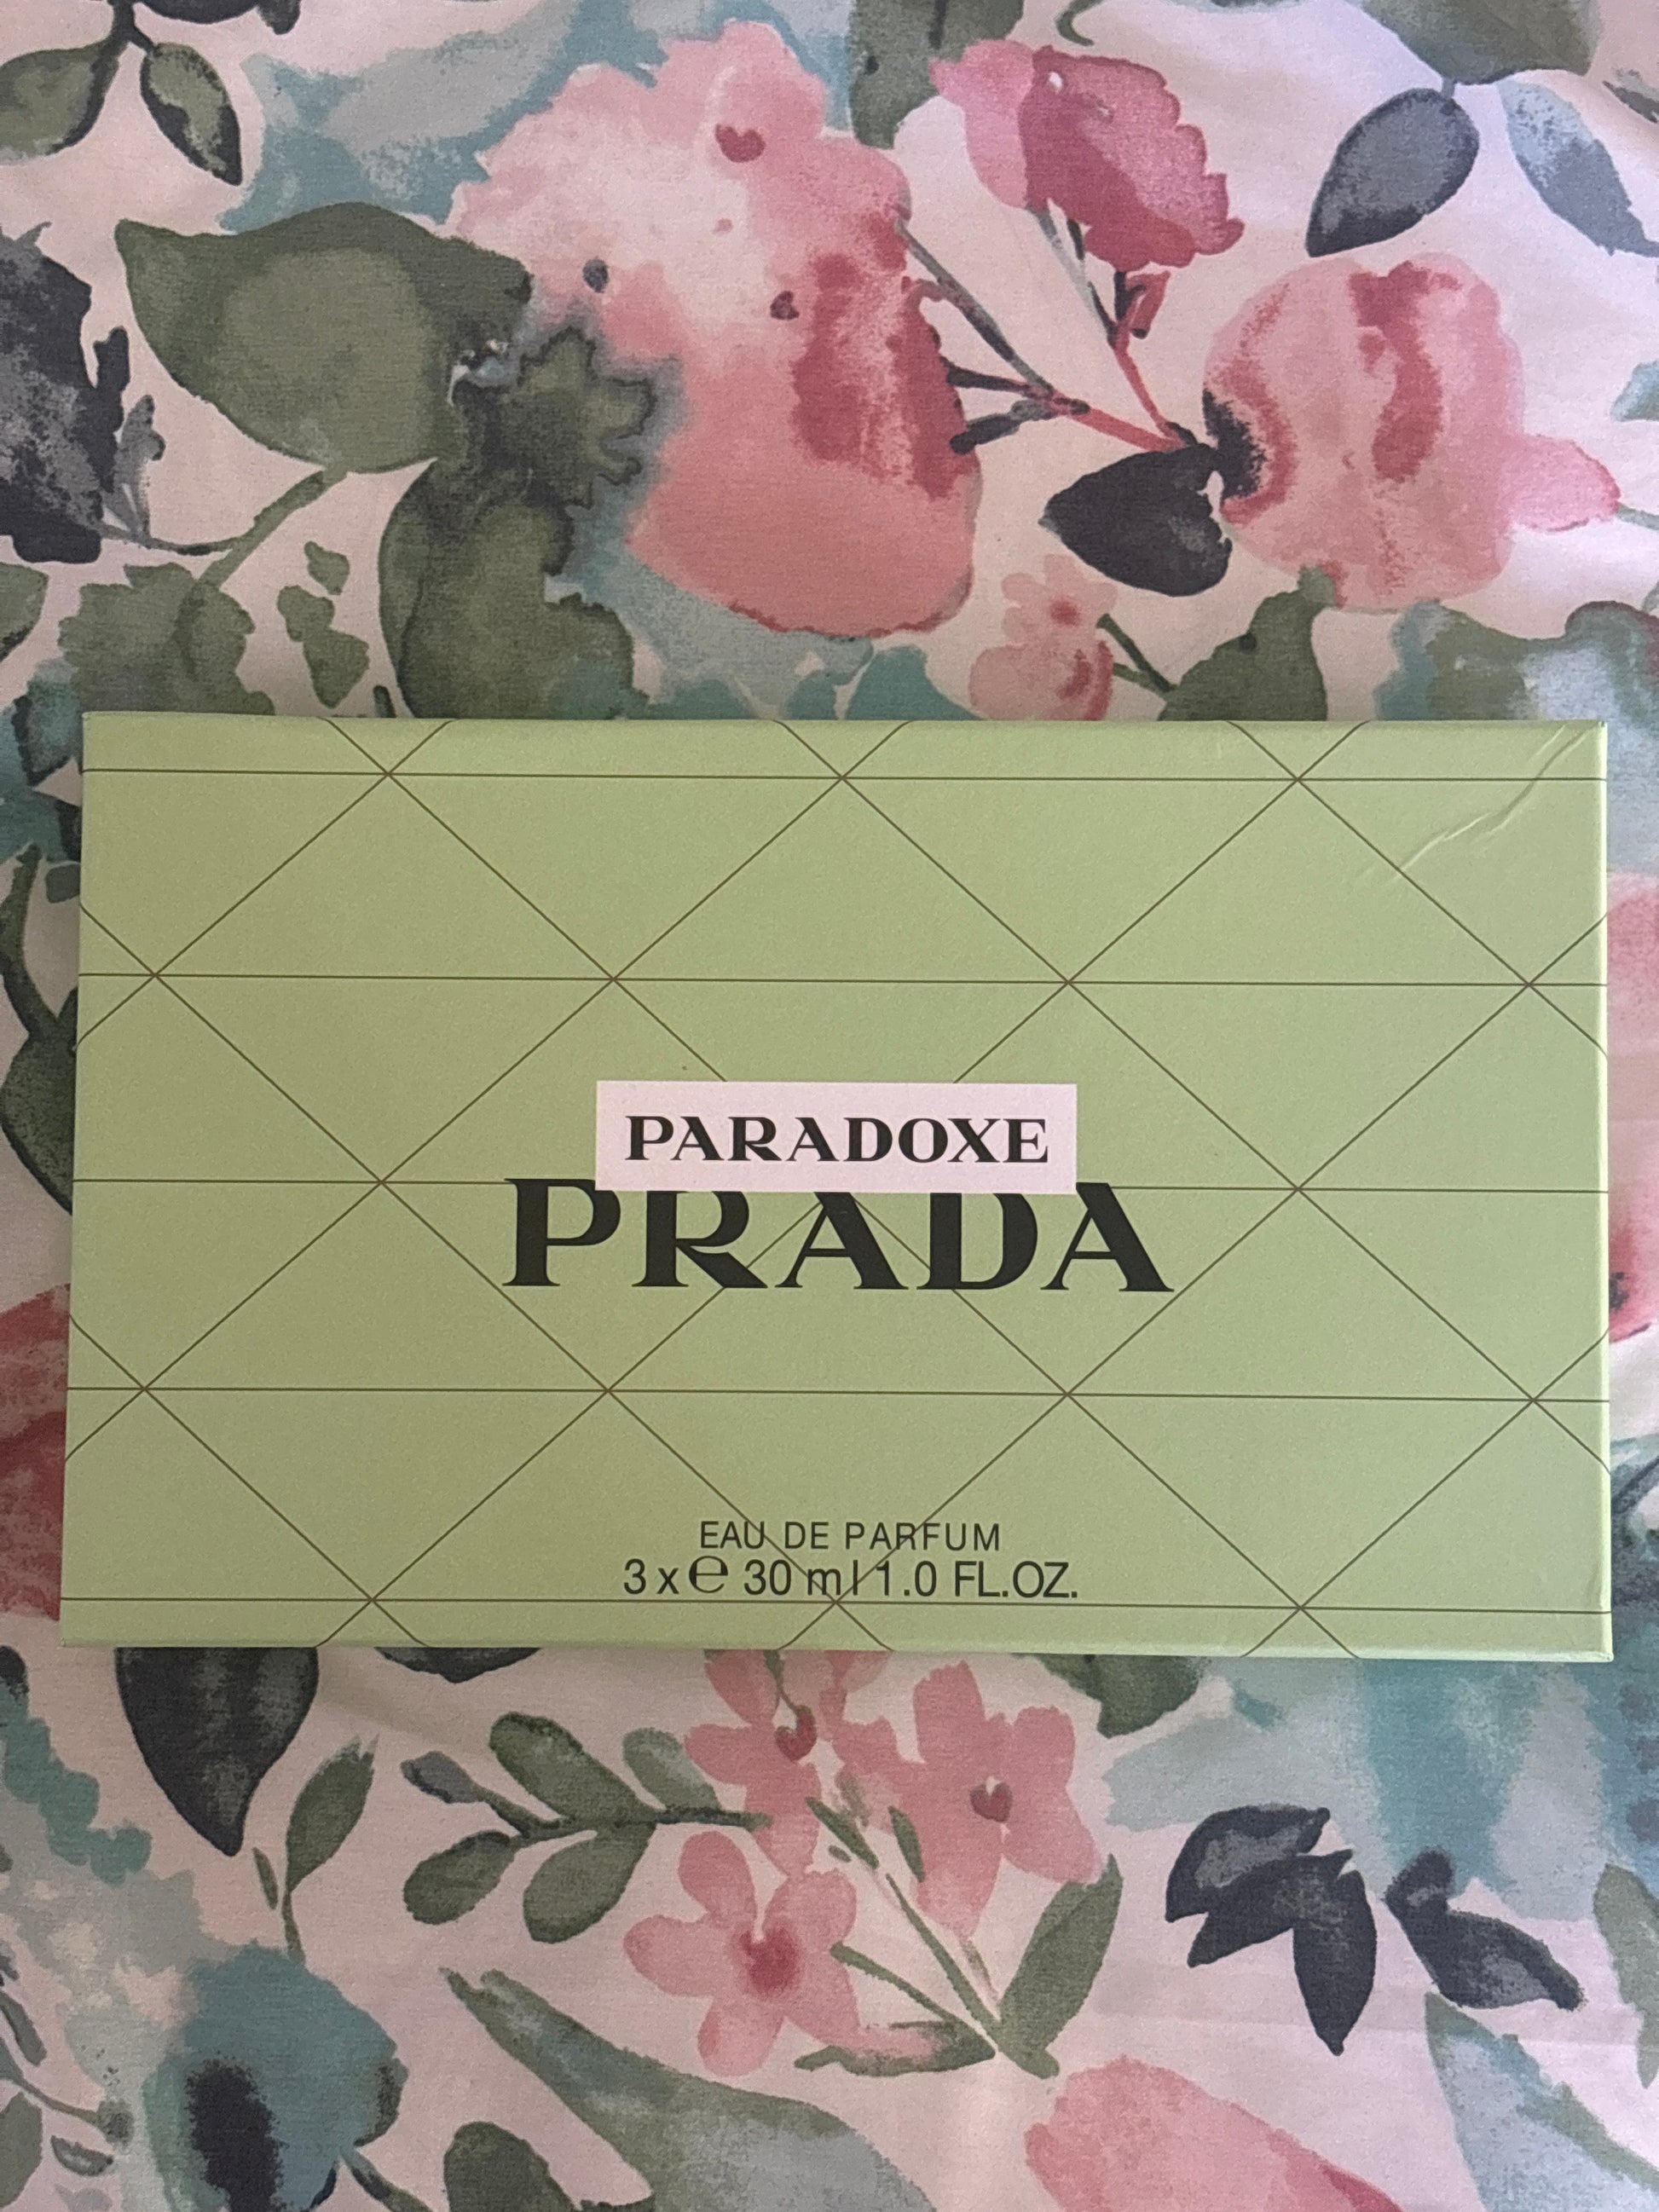 PARADOXE
PRADA
EAU DE PARFUM
3 x ℮ 30 ml 1.0 FL.OZ.